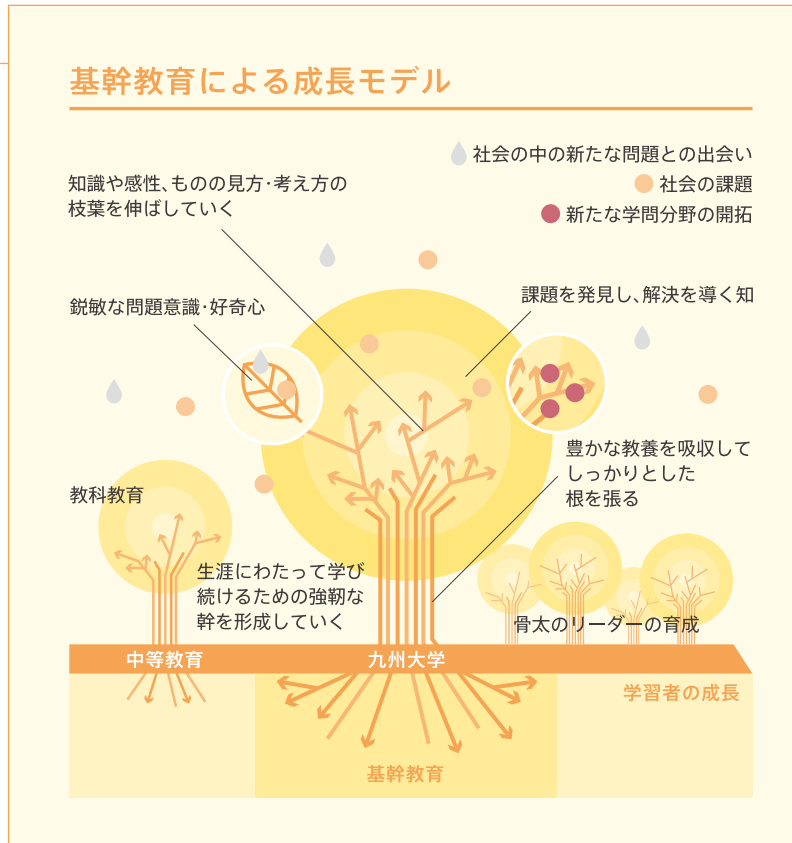 基幹教育による成長モデル
社会の中の新たな問題との出会い
社会の課題
新たな学問分野の開拓
知識や感性、ものの見方・考え方の
枝葉を伸ばしていく
鋭敏な問題意識・好奇心
課題を発見し、解決を導く知
豊かな教養を吸収して
しっかりとした
根を張る
教科教育
生涯にわたって学び
続けるための強靭な
幹を形成していく
骨太のリーダーの育成
中等教育
九州大学
学習者の成長
基幹教育